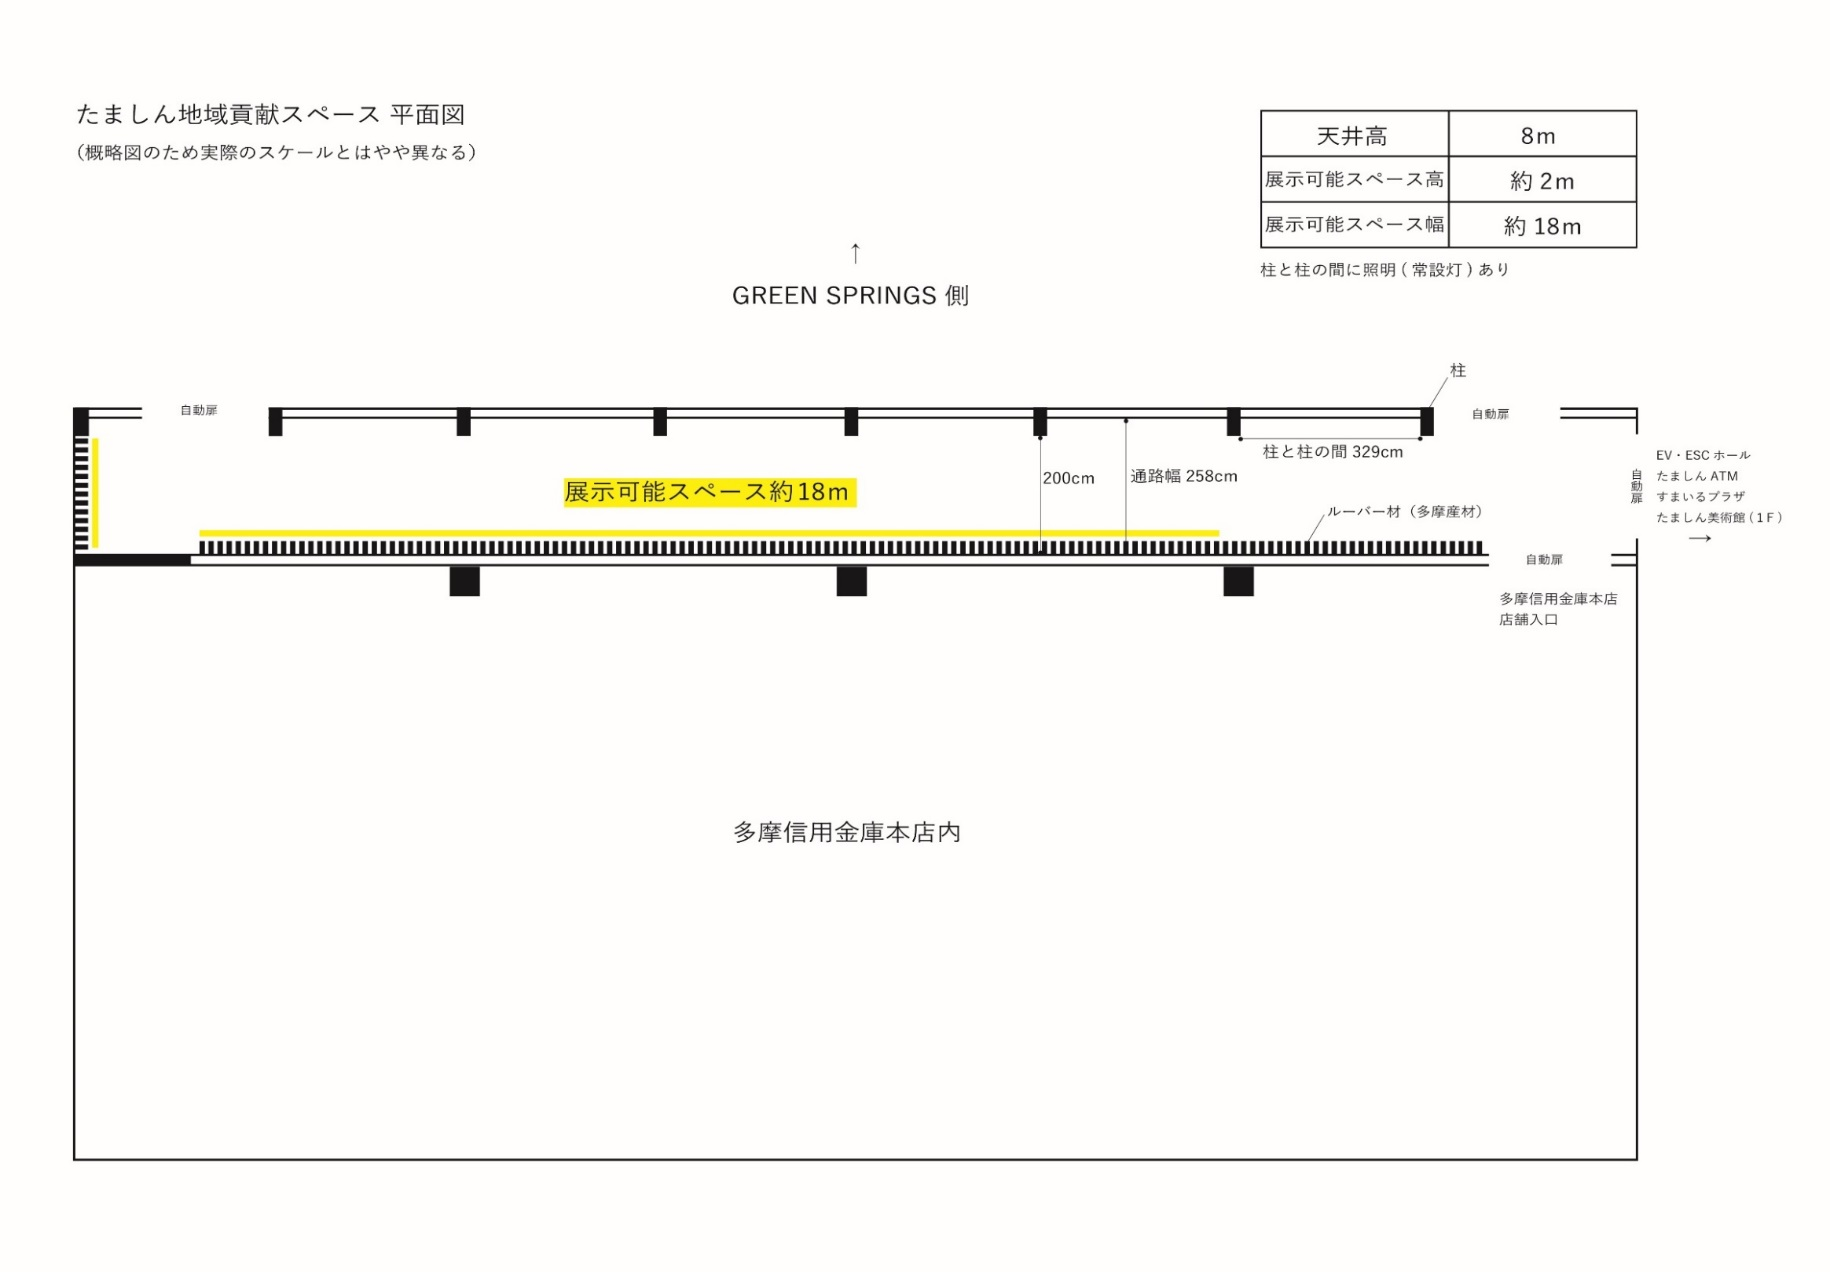 たましん地域貢献スペース 平面図
（概略図のため実際のスケールとはやや異なる）
天井高 8m
展示可能スペース高 約 2m
展示可能スペース幅 約 18m
柱と柱の間に照明 ( 常設灯 ) あり
↑
GREEN SPRINGS 側
柱
自動扉
自動扉
柱と柱の間 329cm
200cm
通路幅 258cm
展示可能スペース約18m
ルーバー材（多摩産材）
自動扉
EV・ESC ホール
たましん ATM
すまいるプラザ
たましん美術館（1F）
→
自動扉
多摩信用金庫本店
店舗入口
多摩信用金庫本店内